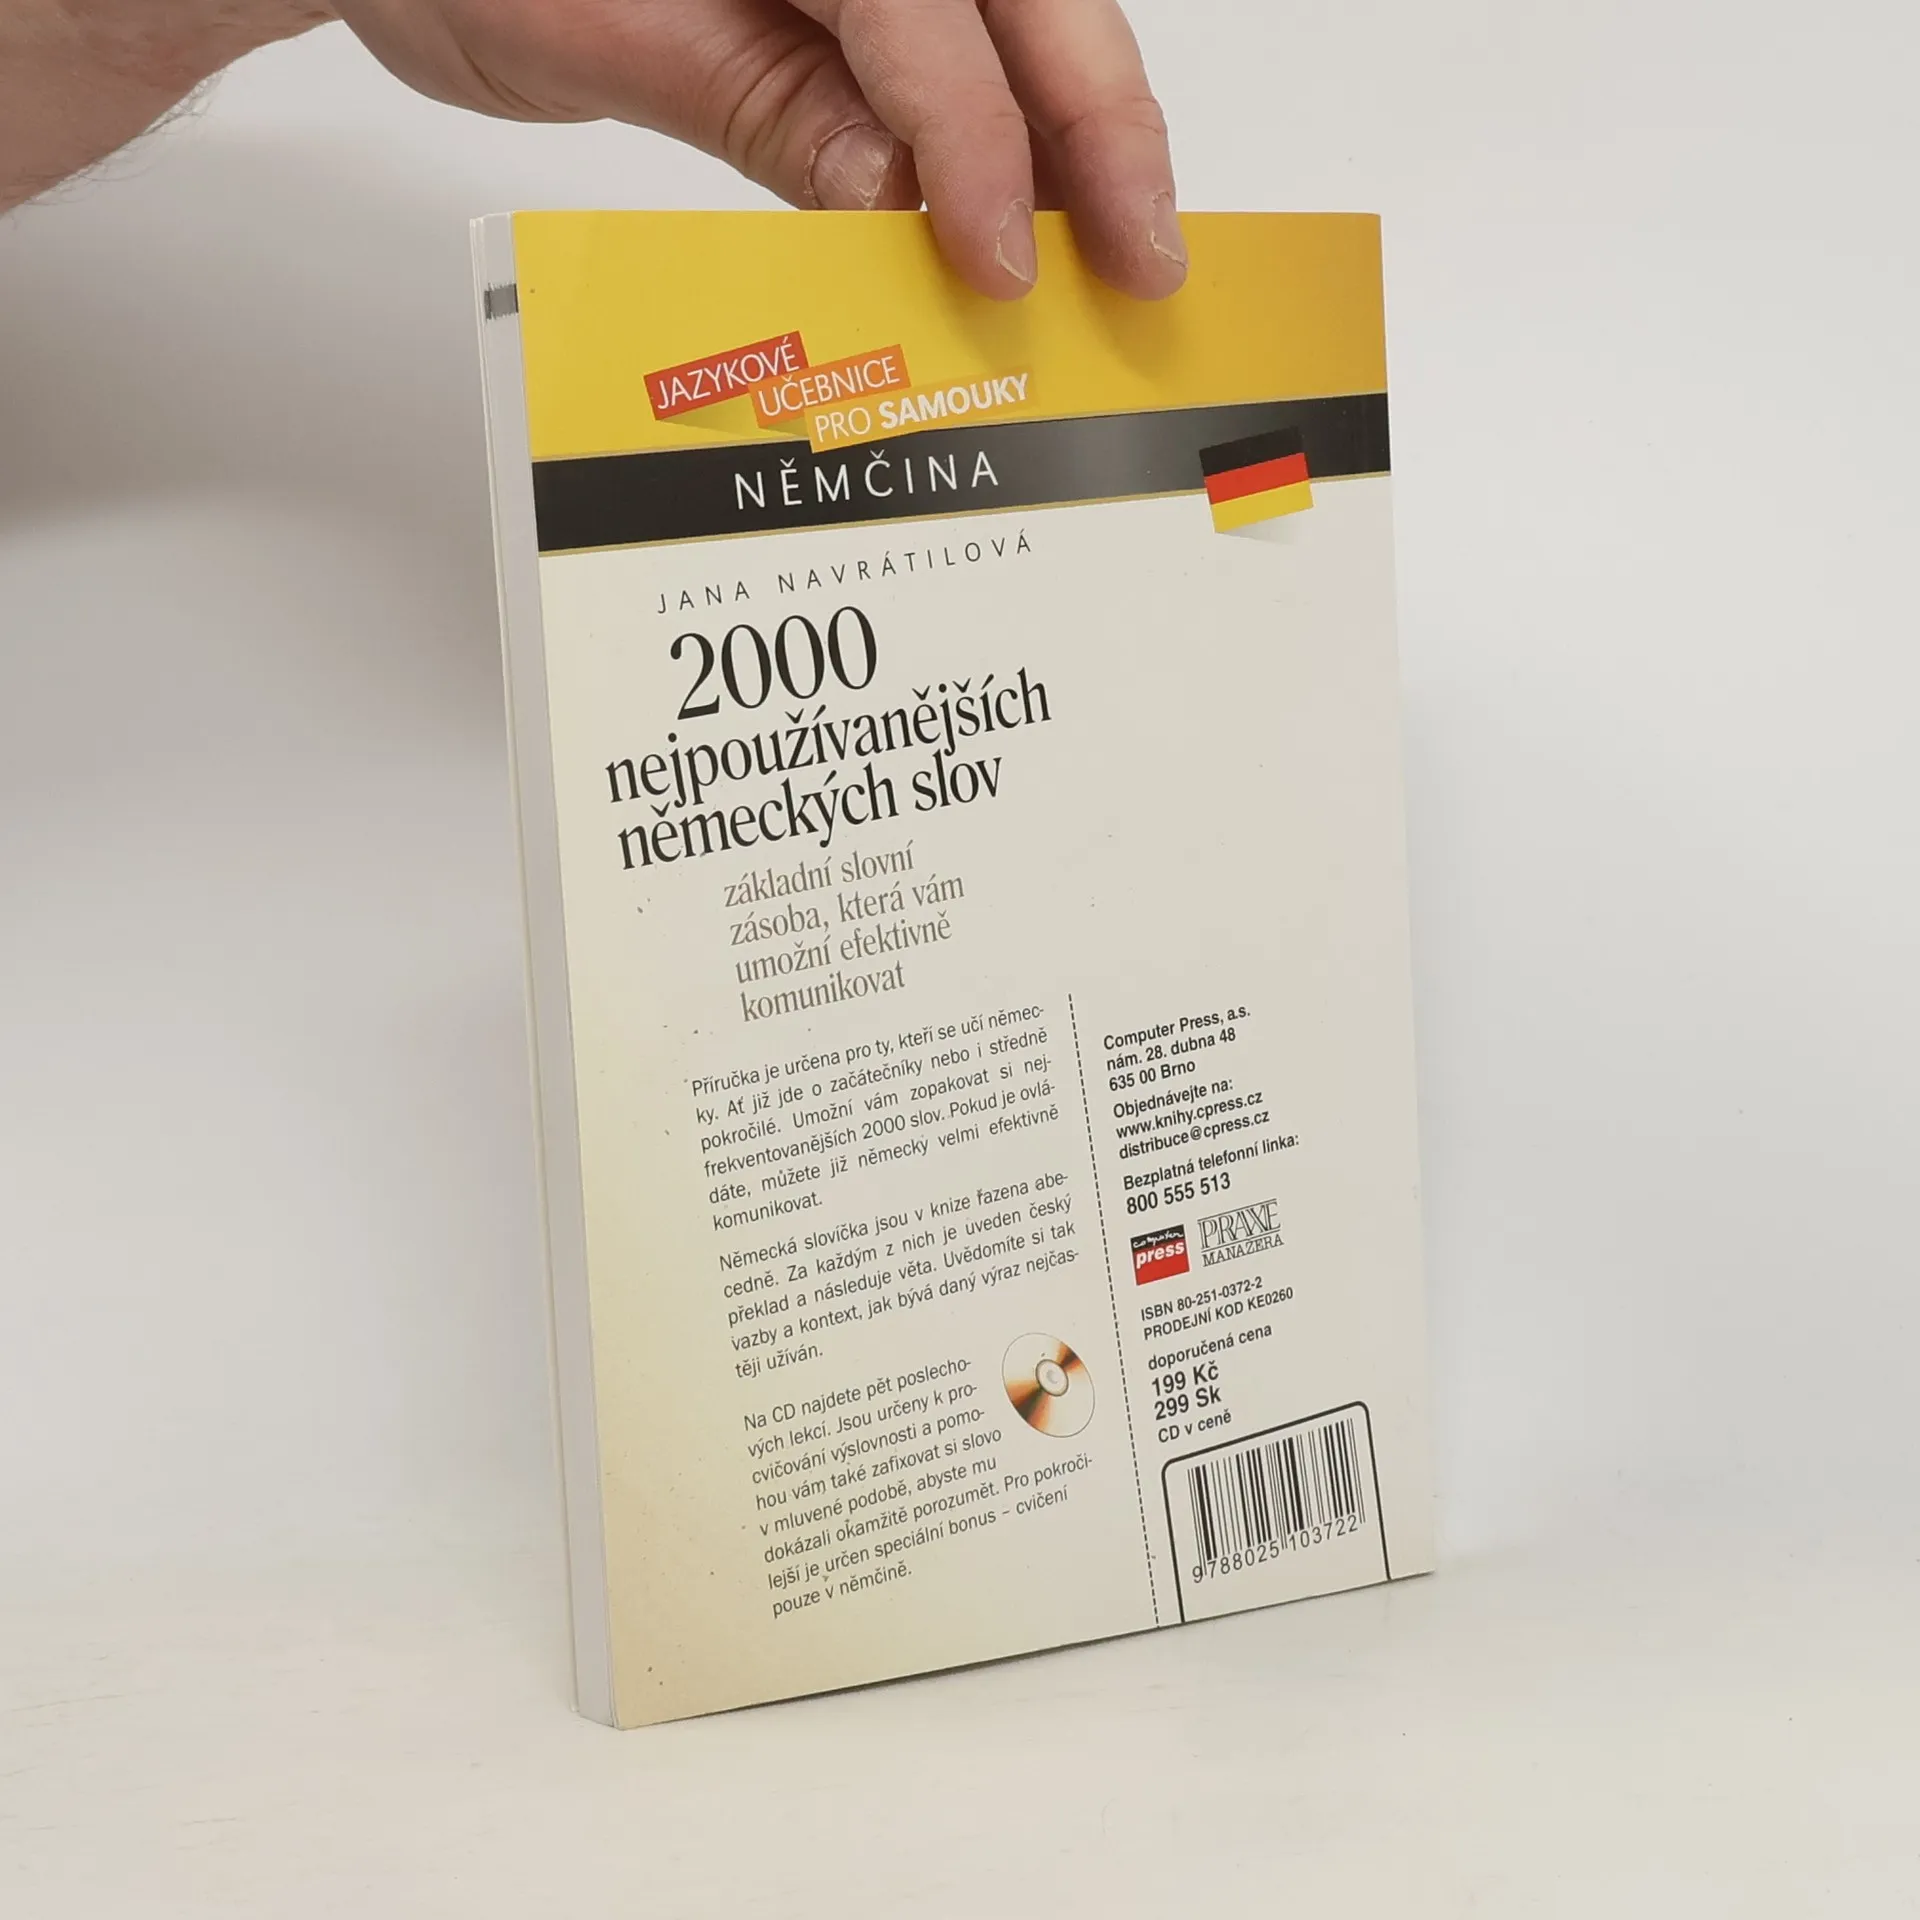 JAZYKOVÉ
UČEBNICE
PRO SAMOUKY
NĚMČINA
JANA NAVRÁTILOVÁ
2000
nejpoužívanějších
německých slov
základní slovní
zásoba, která vám
umožní efektivně
komunikovat
Příručka je určena pro ty, kteří se učí němec-
ky. Ať již jde o začátečníky nebo i středně
pokročilé. Umožní vám zopakovat si nej-
frekventovanějších 2000 slov. Pokud je ovlá-
dáte, můžete již německy velmi efektivně
komunikovat.
Německá slovíčka jsou v knize řazena abe-
cedně. Za každým z nich je uveden český
překlad a následuje věta. Uvědomíte si tak
vazby a kontext, jak bývá daný výraz nejčas-
těji užíván.
Na CD najdete pět poslecho-
vých lekcí. Jsou určeny k pro-
cvičování výslovnosti a pomo-
hou vám také zafixovat si slovo
v mluvené podobě, abyste mu
dokázali okamžitě porozumět. Pro pokroči-
lejší je určen speciální bonus – cvičení
pouze v němčině.
Computer Press, a.s.
nám. 28. dubna 48
635 00 Brno
Objednávejte na:
www.knihy.cpress.cz
distribuce@cpress.cz
Bezplatná telefonní linka:
800 555 513
computer
press
PRAXE
MANAŽERA
ISBN 80-251-0372-2
PRODEJNÍ KOD KE0260
doporučená cena
199 Kč
299 Sk
CD v ceně
9788025103722